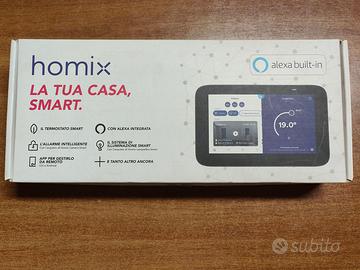 homix
alexa built-in
LA TUA CASA,
SMART.
IL TERMOSTATO SMART
CON ALEXA INTEGRATA
L'ALLARME INTELLIGENTE
IL SISTEMA DI
ILLUMINAZIONE SMART
APP PER GESTIRLO
DA REMOTO
E TANTO ALTRO ANCORA
19.0°
subito